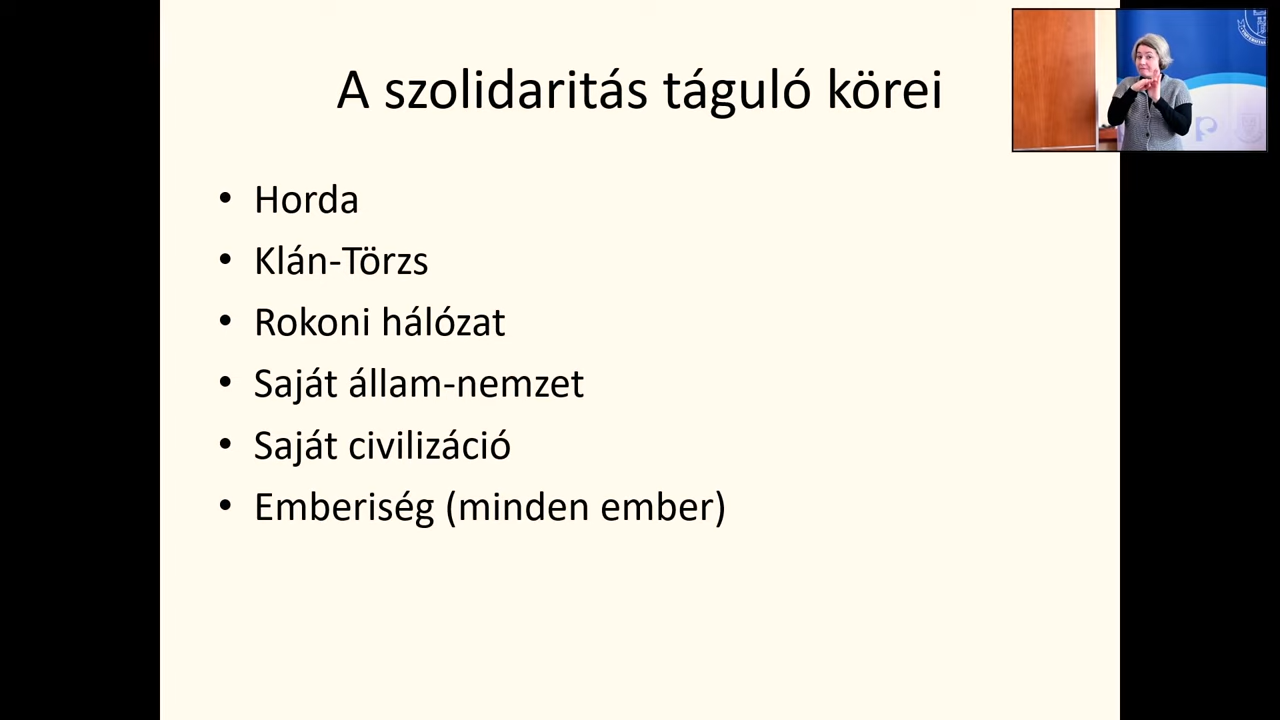 A szolidaritás táguló körei
• Horda
• Klán-Törzs
• Rokoni hálózat
• Saját állam-nemzet
• Saját civilizáció
• Emberiség (minden ember)